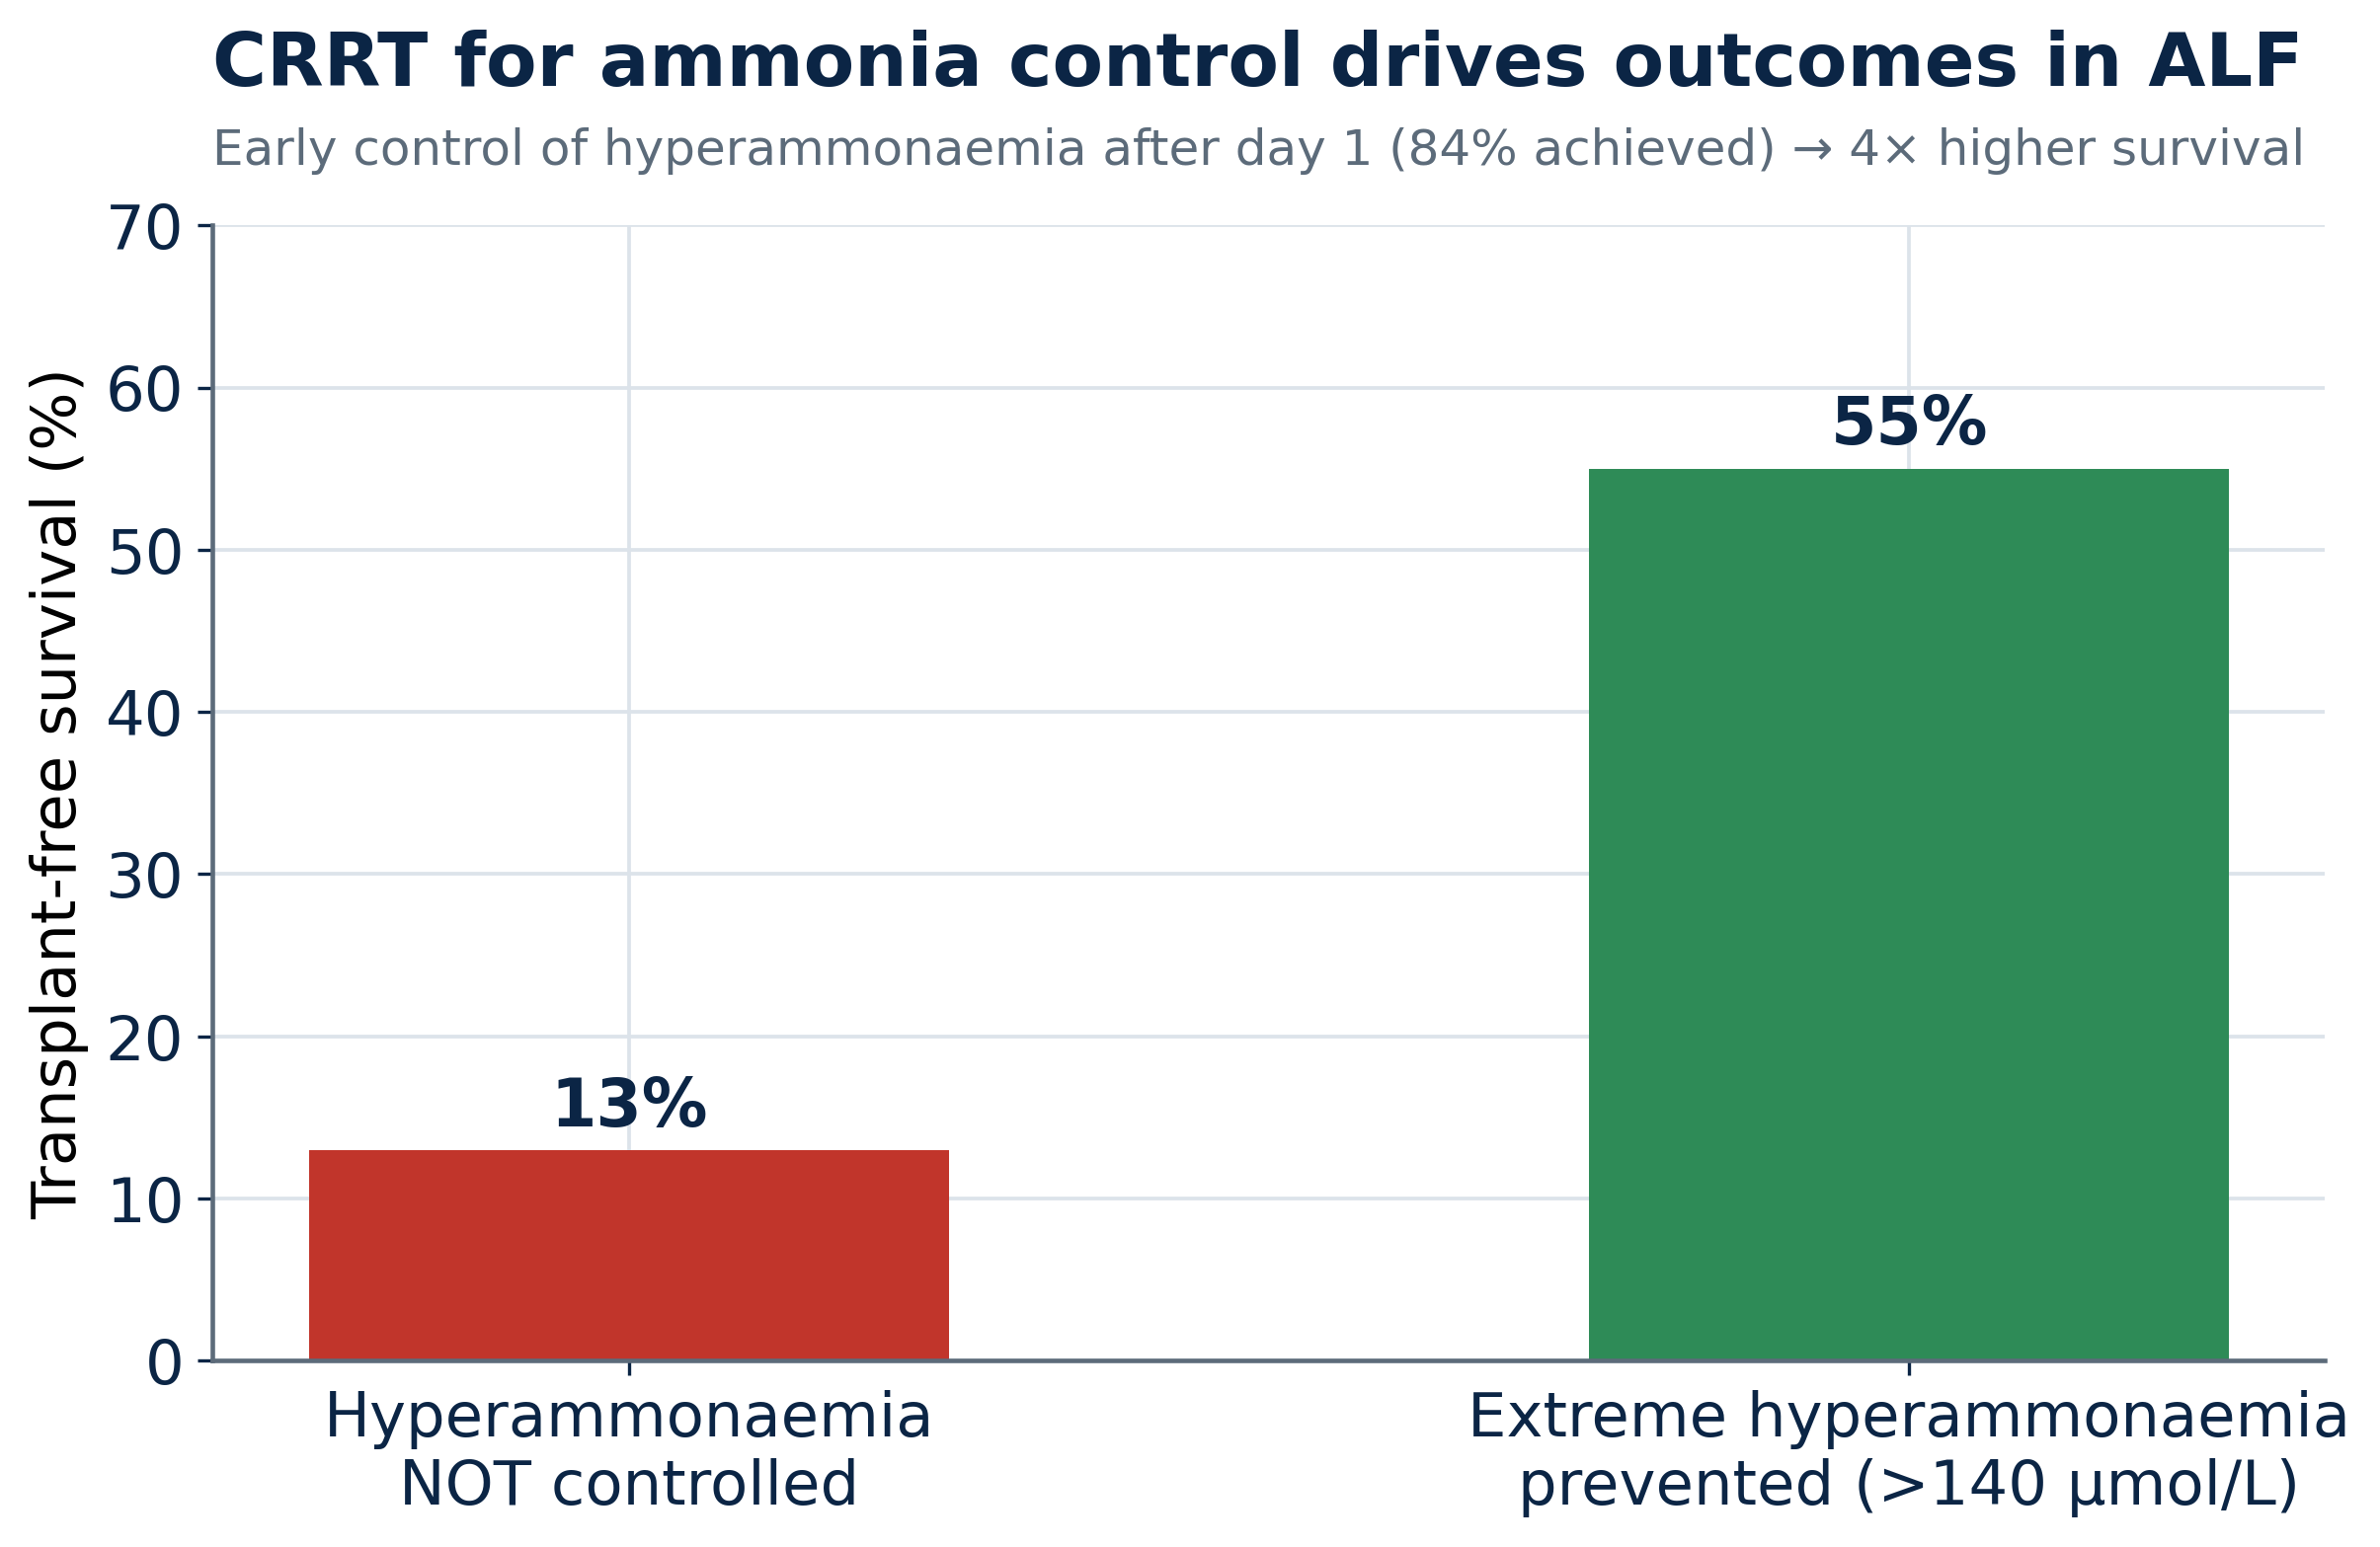 CRRT for ammonia control drives outcomes in ALF
Early control of hyperammonaemia after day 1 (84% achieved) → 4× higher survival
Transplant-free survival (%)
70
60
50
40
30
20
10
0
13%
55%
Hyperammonaemia
NOT controlled
Extreme hyperammonaemia
prevented (>140 µmol/L)